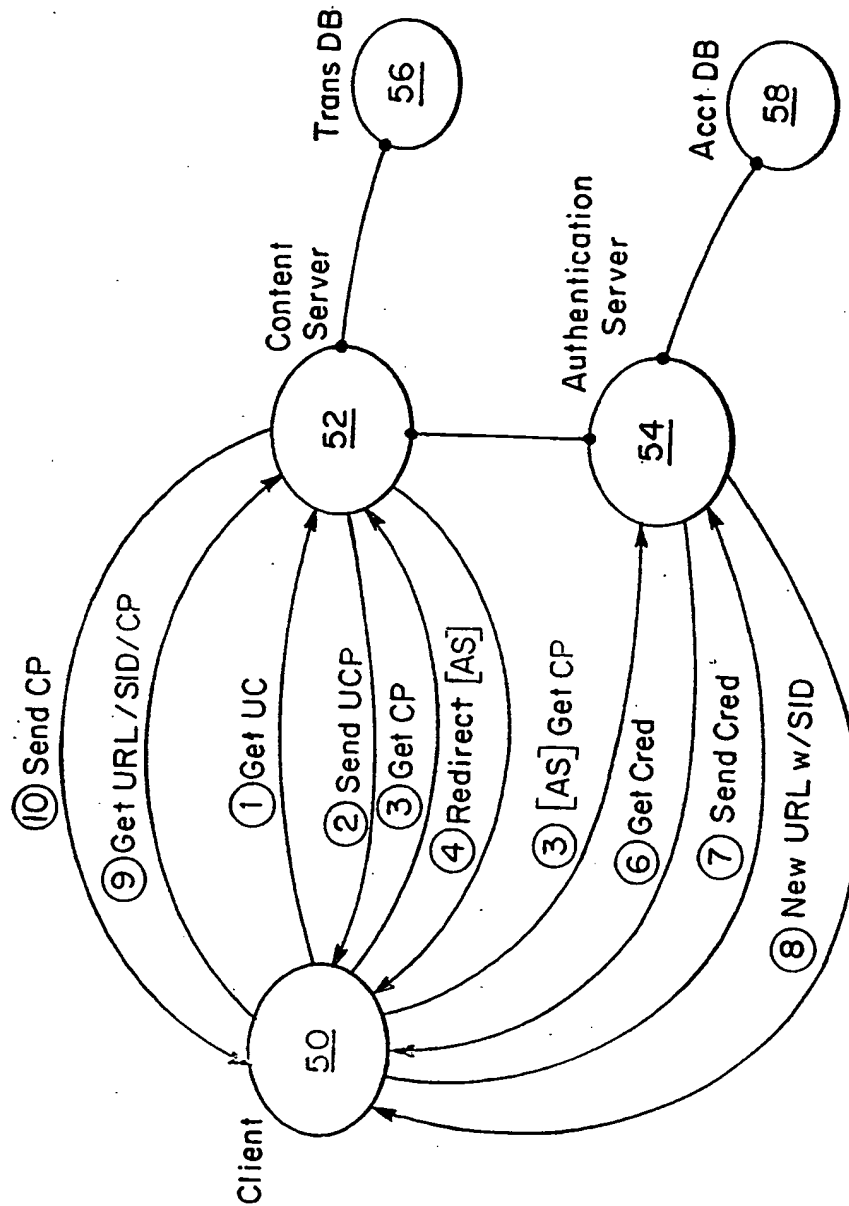 ⑩ Send CP
⑨ Get URL/SID/CP
① Get UC
② Send UCP
③ Get CP
④ Redirect [AS]
③ [AS] Get CP
⑥ Get Cred
⑦ Send Cred
⑧ New URL w/SID
Client
50
Content
Server
52
Trans DB
56
Authentication
Server
54
Acct DB
58